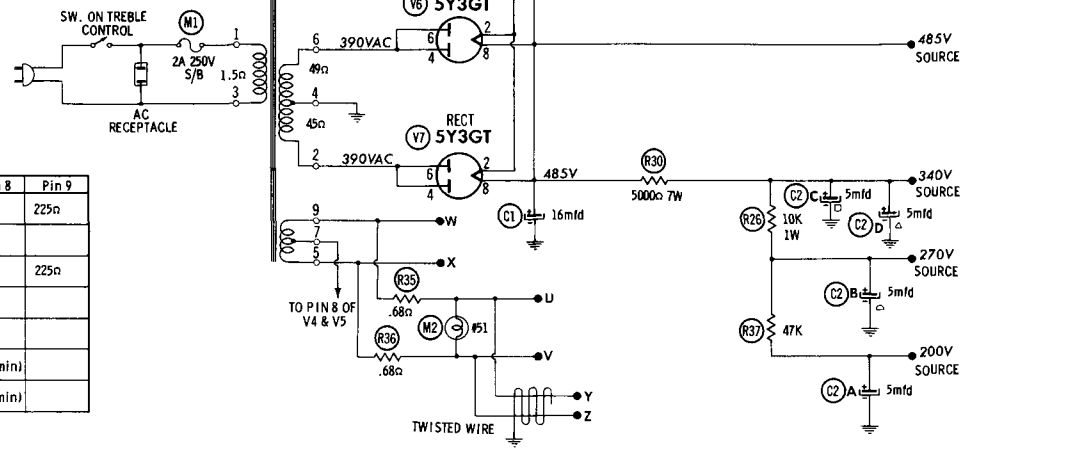 V6 5Y3GT
SW. ON TREBLE
CONTROL
M1
1
2A 250V
S/B
1.5Ω
3
AC
RECEPTACLE
6
390VAC
6
4
2
8
485V
SOURCE
49Ω
4
45Ω
RECT
V7 5Y3GT
2
390VAC
6
4
2
8
485V
R30
5000Ω 7W
340V
SOURCE
C1
16mfd
R26
10K
1W
C2 C
5mfd
C2 D
5mfd
270V
SOURCE
C2 B
5mfd
R37
47K
200V
SOURCE
C2 A
5mfd
9
7
5
W
X
TO PIN 8 OF
V4 & V5
R35
.68Ω
U
M2
#51
R36
.68Ω
V
Y
Z
TWISTED WIRE
8
Pin 9
225Ω
225Ω
min)
min)